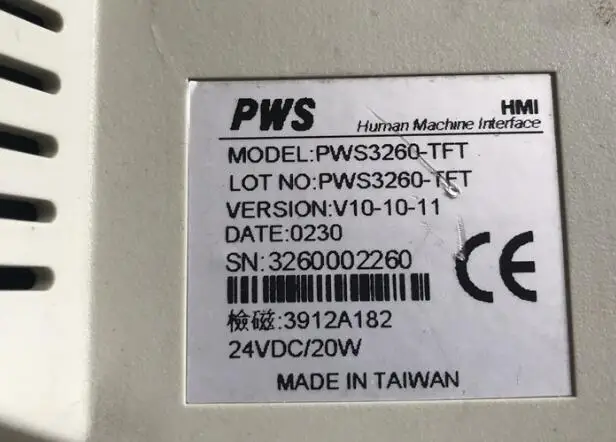 PWS
HMI
Human Machine Interface
MODEL:PWS3260-TFT
LOT NO:PWS3260-TFT
VERSION:V10-10-11
DATE:0230
SN:3260002260
CE
檢磁:3912A182
24VDC/20W
MADE IN TAIWAN